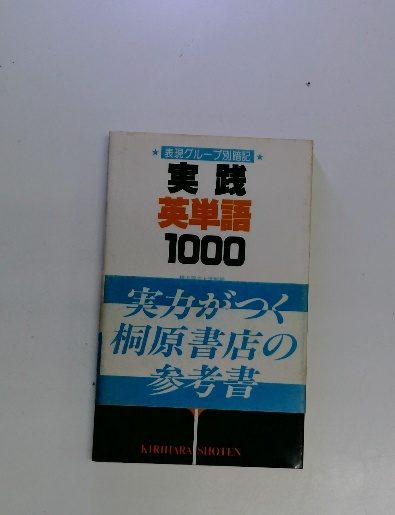 ★ 表現グループ別暗記 ★
実践
英単語
1000
実力がつく
桐原書店の
参考書
KIRIHARA SHOTEN